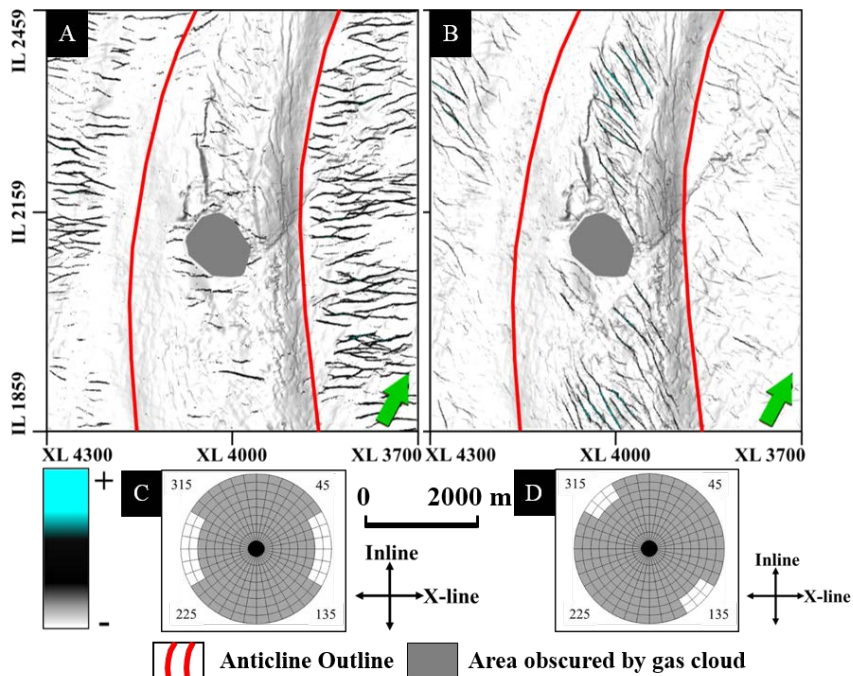 A
B
IL 2459
IL 2159
IL 1859
XL 4300
XL 4000
XL 3700
XL 4300
XL 4000
XL 3700
+
-
C
315
45
225
135
0 2000 m
Inline
X-line
D
315
45
225
135
Inline
X-line
Anticline Outline
Area obscured by gas cloud